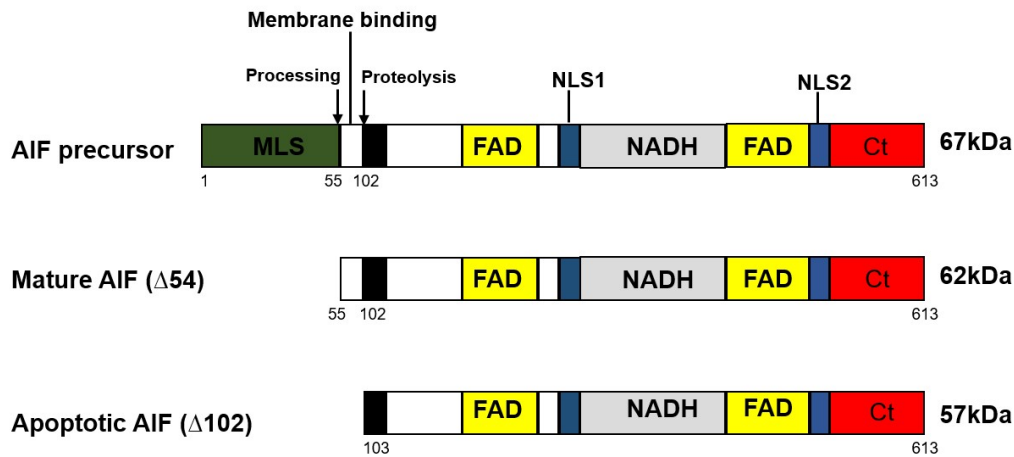 Membrane binding
Processing Proteolysis
NLS1 NLS2
AIF precursor MLS FAD NADH FAD Ct 67kDa
1 55 102 613
Mature AIF (Δ54) FAD NADH FAD Ct 62kDa
55 102 613
Apoptotic AIF (Δ102) FAD NADH FAD Ct 57kDa
103 613